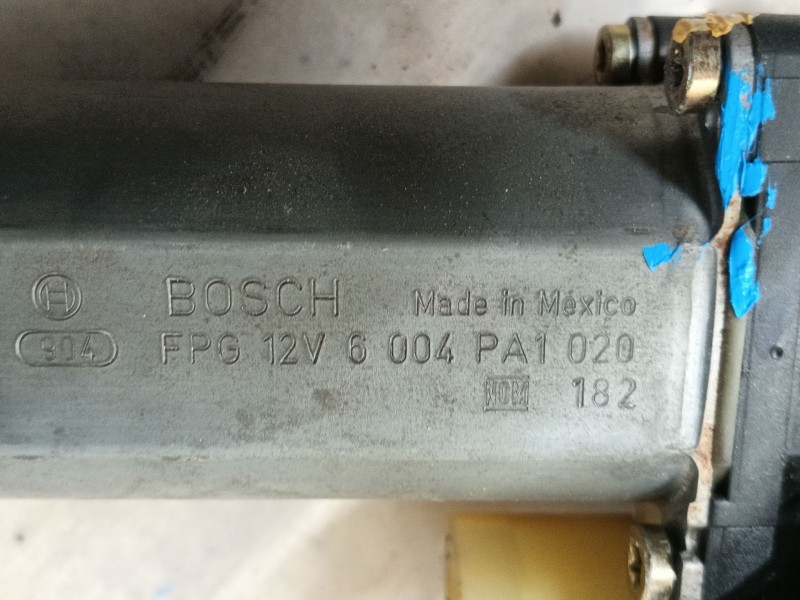 BOSCH Made in México
904 FPG 12V 6 004 PA1 020
NOM 182